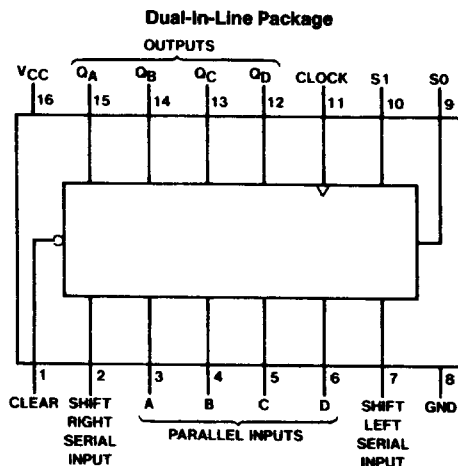 Dual-In-Line Package
OUTPUTS
VCC QA QB QC QD CLOCK S1 S0
16 15 14 13 12 11 10 9
1 2 3 4 5 6 7 8
CLEAR SHIFT RIGHT SERIAL INPUT A B C D SHIFT LEFT SERIAL INPUT GND
PARALLEL INPUTS